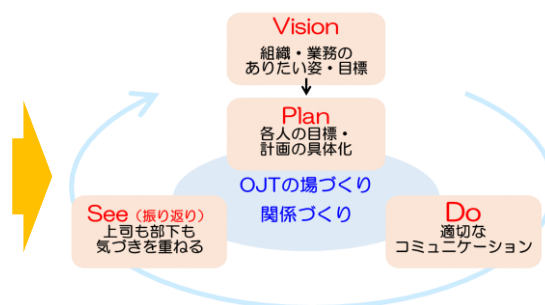 Vision
組織・業務の
ありたい姿・目標
Plan
各人の目標・
計画の具体化
OJTの場づくり
関係づくり
See（振り返り）
上司も部下も
気づきを重ねる
Do
適切な
コミュニケーション